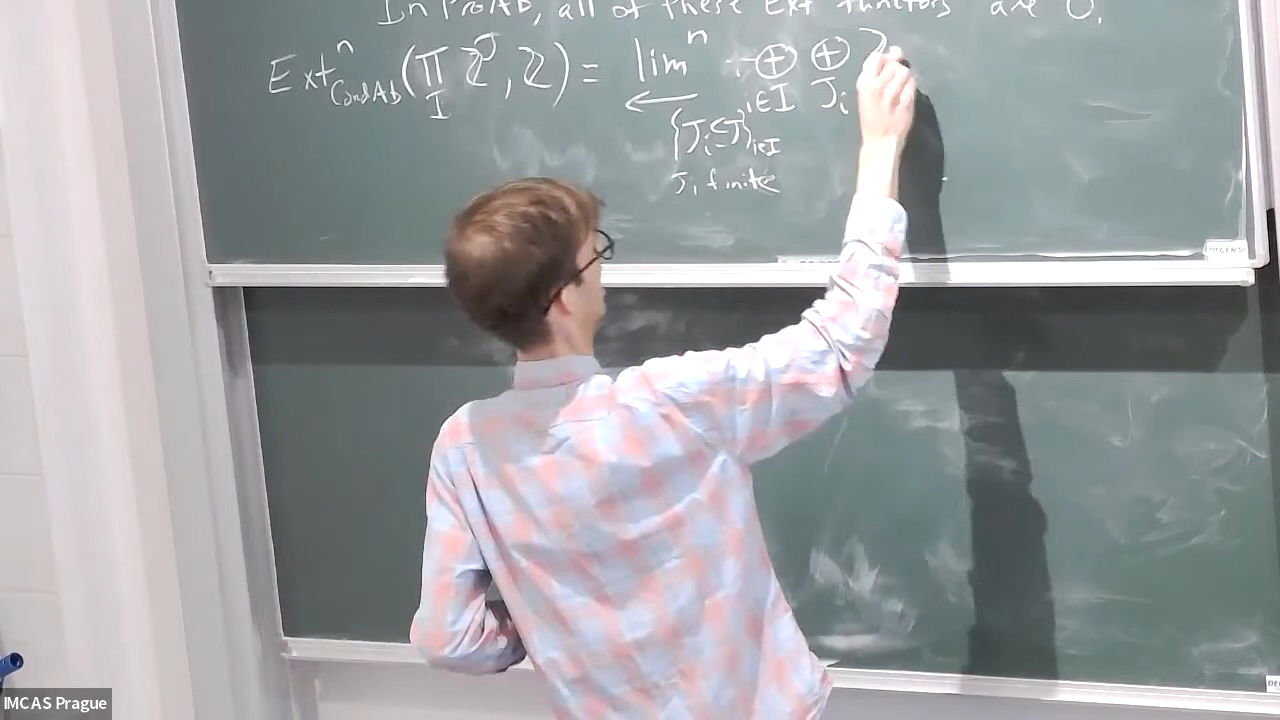 In ProAb, all of these Ext functors are 0.
Ext^n_{CondAb}(∏_I ℤ^J, ℤ) = lim^n ⊕_{i∈I} ⊕_{J_i} ℤ
{J_i ⊆ J}_{i∈I}
J_i finite
IMCAS Prague